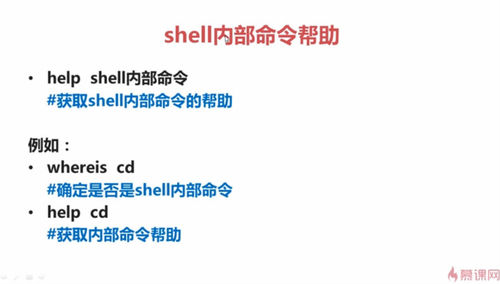 shell内部命令帮助
• help shell内部命令
#获取shell内部命令的帮助
例如：
• whereis cd
#确定是否是shell内部命令
• help cd
#获取内部命令帮助
慕课网